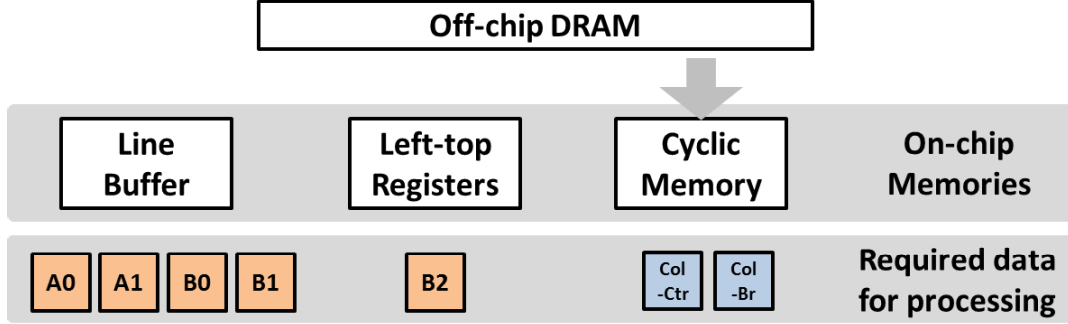 Off-chip DRAM
Line
Buffer
Left-top
Registers
Cyclic
Memory
On-chip
Memories
A0
A1
B0
B1
B2
Col
-Ctr
Col
-Br
Required data
for processing